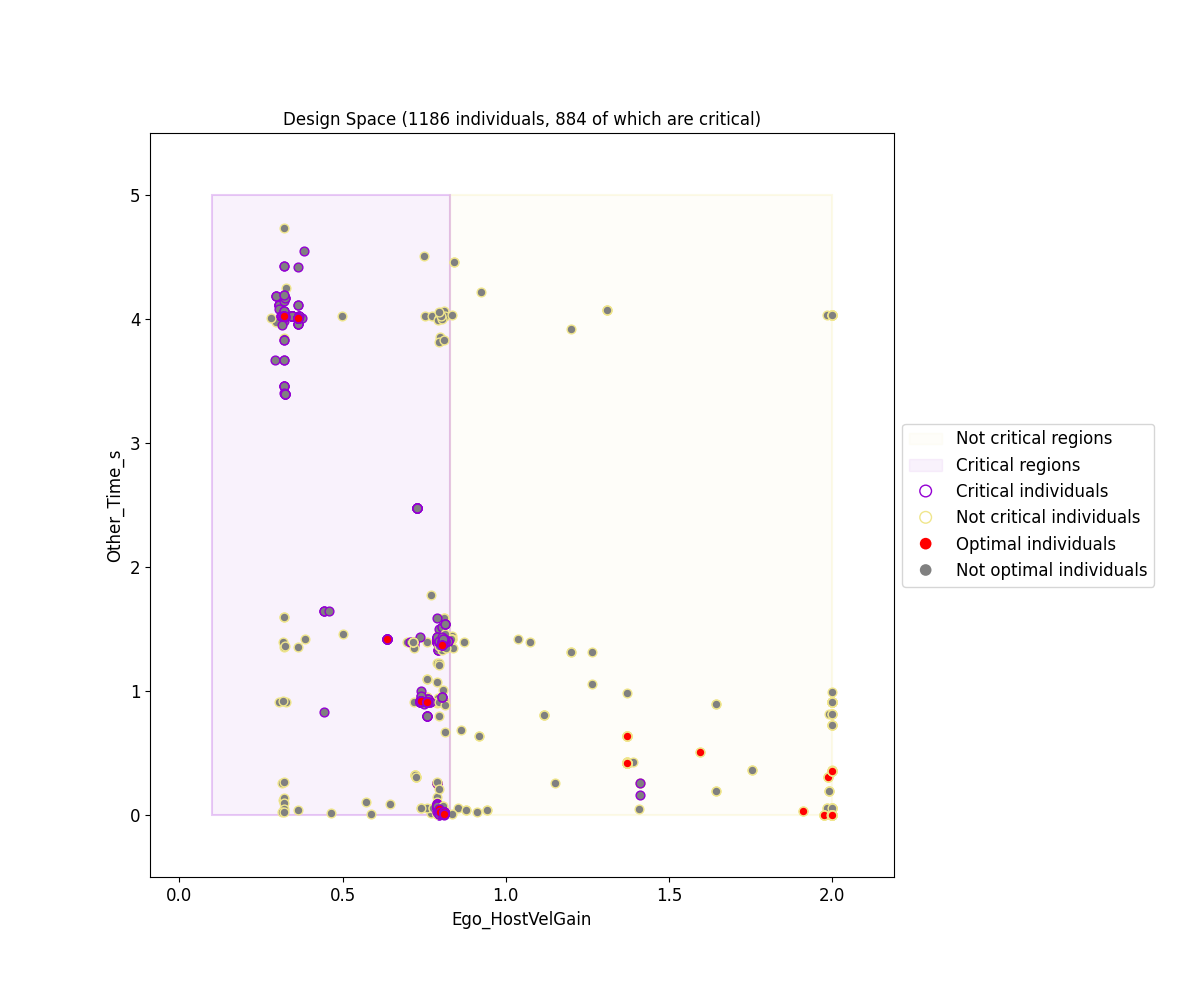 Design Space (1186 individuals, 884 of which are critical)
5
4
3
2
1
0
Other_Time_s
0.0
0.5
1.0
1.5
2.0
Ego_HostVelGain
Not critical regions
Critical regions
Critical individuals
Not critical individuals
Optimal individuals
Not optimal individuals